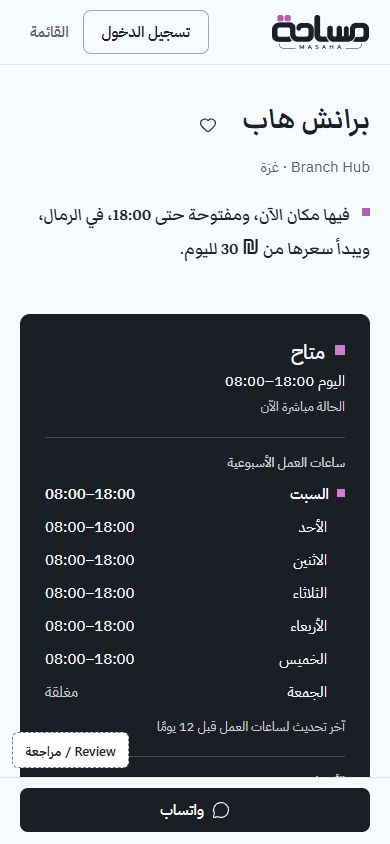 مساحة
MASAHA
تسجيل الدخول
القائمة
برانش هاب
Branch Hub · غزة
فيها مكان الآن، ومفتوحة حتى 18:00، في الرمال،
ويبدأ سعرها من ₪ 30 لليوم.
متاح
اليوم 08:00–18:00
الحالة مباشرة الآن
ساعات العمل الأسبوعية
السبت 08:00–18:00
الأحد 08:00–18:00
الاثنين 08:00–18:00
الثلاثاء 08:00–18:00
الأربعاء 08:00–18:00
الخميس 08:00–18:00
الجمعة مغلقة
آخر تحديث لساعات العمل قبل 12 يومًا
Review / مراجعة
واتساب